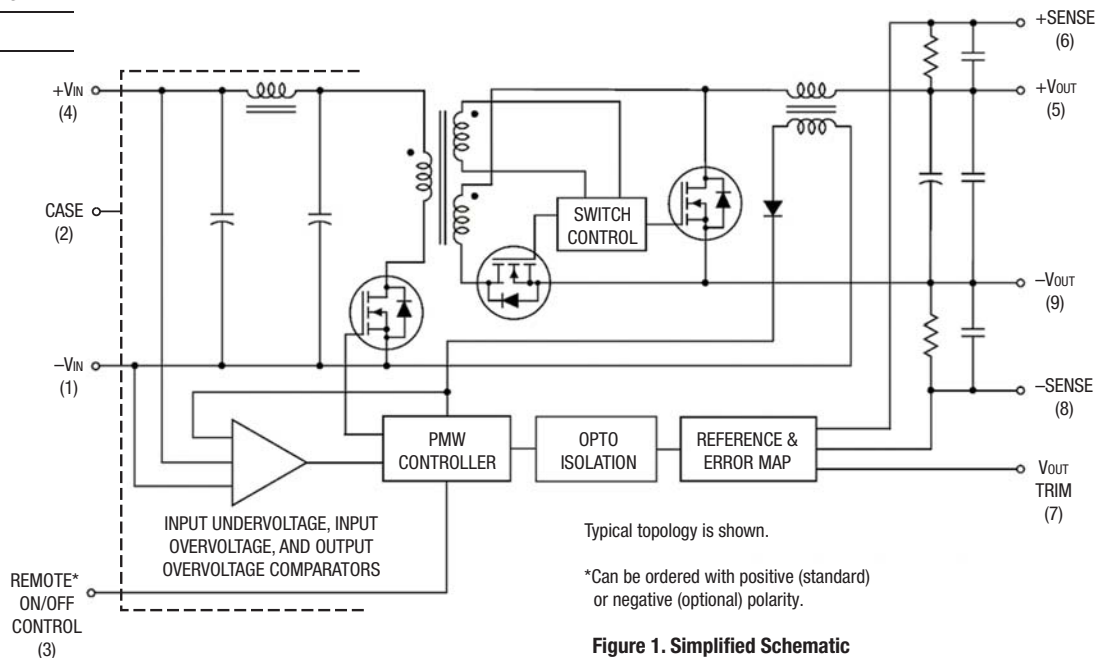 +SENSE
(6)
+VIN
(4)
+VOUT
(5)
CASE
(2)
SWITCH
CONTROL
–VOUT
(9)
–VIN
(1)
–SENSE
(8)
PMW
CONTROLLER
OPTO
ISOLATION
REFERENCE &
ERROR MAP
VOUT
TRIM
(7)
INPUT UNDERVOLTAGE, INPUT
OVERVOLTAGE, AND OUTPUT
OVERVOLTAGE COMPARATORS
Typical topology is shown.
REMOTE*
ON/OFF
CONTROL
(3)
*Can be ordered with positive (standard)
or negative (optional) polarity.
Figure 1. Simplified Schematic